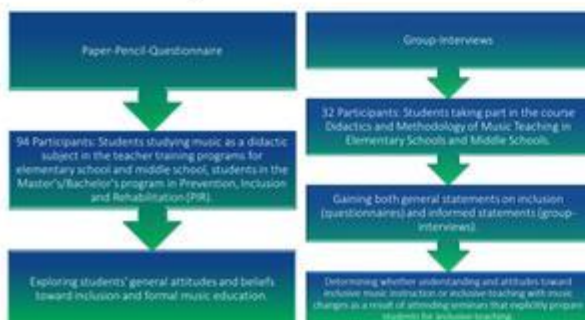 Paper-Pencil-Questionnaire
94 Participants: Students studying music as a didactic
subject in the teacher training programs for
elementary school and middle school, students in the
Master's/Bachelor's program in Prevention, Inclusion
and Rehabilitation (PIR).
Exploring students' general attitudes and beliefs
toward inclusion and formal music education.
Group-Interviews
32 Participants: Students taking part in the course
Didactics and Methodology of Music Teaching in
Elementary Schools and Middle Schools.
Gaining both general statements on inclusion
(questionnaires) and informed statements (group-
interviews).
Determining whether understanding and attitudes toward
inclusive music instruction or inclusive teaching with music
changes as a result of attending seminars that explicitly prepare
students for inclusive teaching.